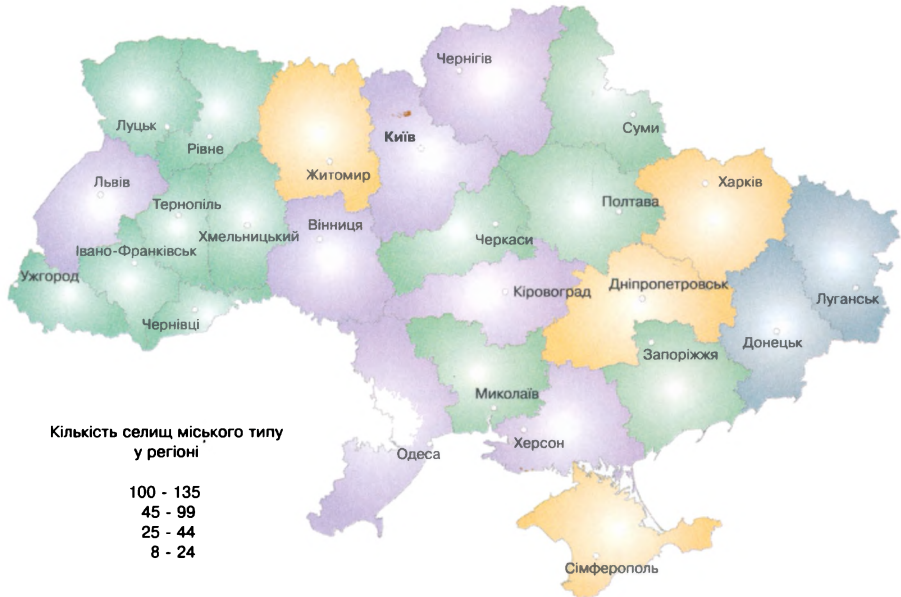 Чернігів
Луцьк
Рівне
Київ
Суми
Житомир
Львів
Харків
Тернопіль
Полтава
Вінниця
Хмельницький
Черкаси
Івано-Франківськ
Ужгород
Кіровоград
Дніпропетровськ
Луганськ
Чернівці
Донецьк
Запоріжжя
Миколаїв
Херсон
Одеса
Сімферополь
Кількість селищ міського типу
у регіоні
100 - 135
45 - 99
25 - 44
8 - 24